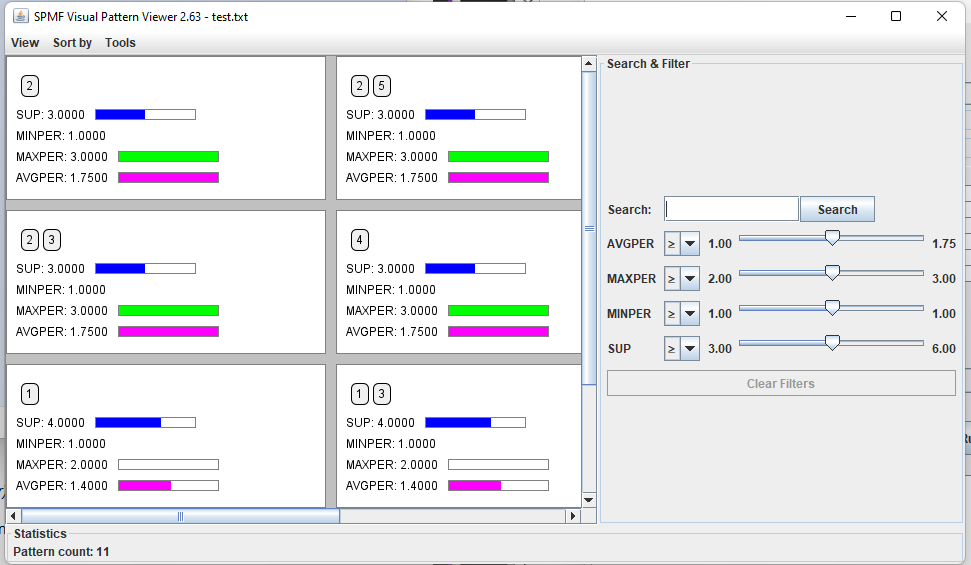 SPMF Visual Pattern Viewer 2.63 - test.txt
View Sort by Tools
2
SUP: 3.0000
MINPER: 1.0000
MAXPER: 3.0000
AVGPER: 1.7500
2 5
SUP: 3.0000
MINPER: 1.0000
MAXPER: 3.0000
AVGPER: 1.7500
2 3
SUP: 3.0000
MINPER: 1.0000
MAXPER: 3.0000
AVGPER: 1.7500
4
SUP: 3.0000
MINPER: 1.0000
MAXPER: 3.0000
AVGPER: 1.7500
1
SUP: 4.0000
MINPER: 1.0000
MAXPER: 2.0000
AVGPER: 1.4000
1 3
SUP: 4.0000
MINPER: 1.0000
MAXPER: 2.0000
AVGPER: 1.4000
Search & Filter
Search: Search
AVGPER ≥ 1.00 1.75
MAXPER ≥ 2.00 3.00
MINPER ≥ 1.00 1.00
SUP ≥ 3.00 6.00
Clear Filters
Statistics
Pattern count: 11